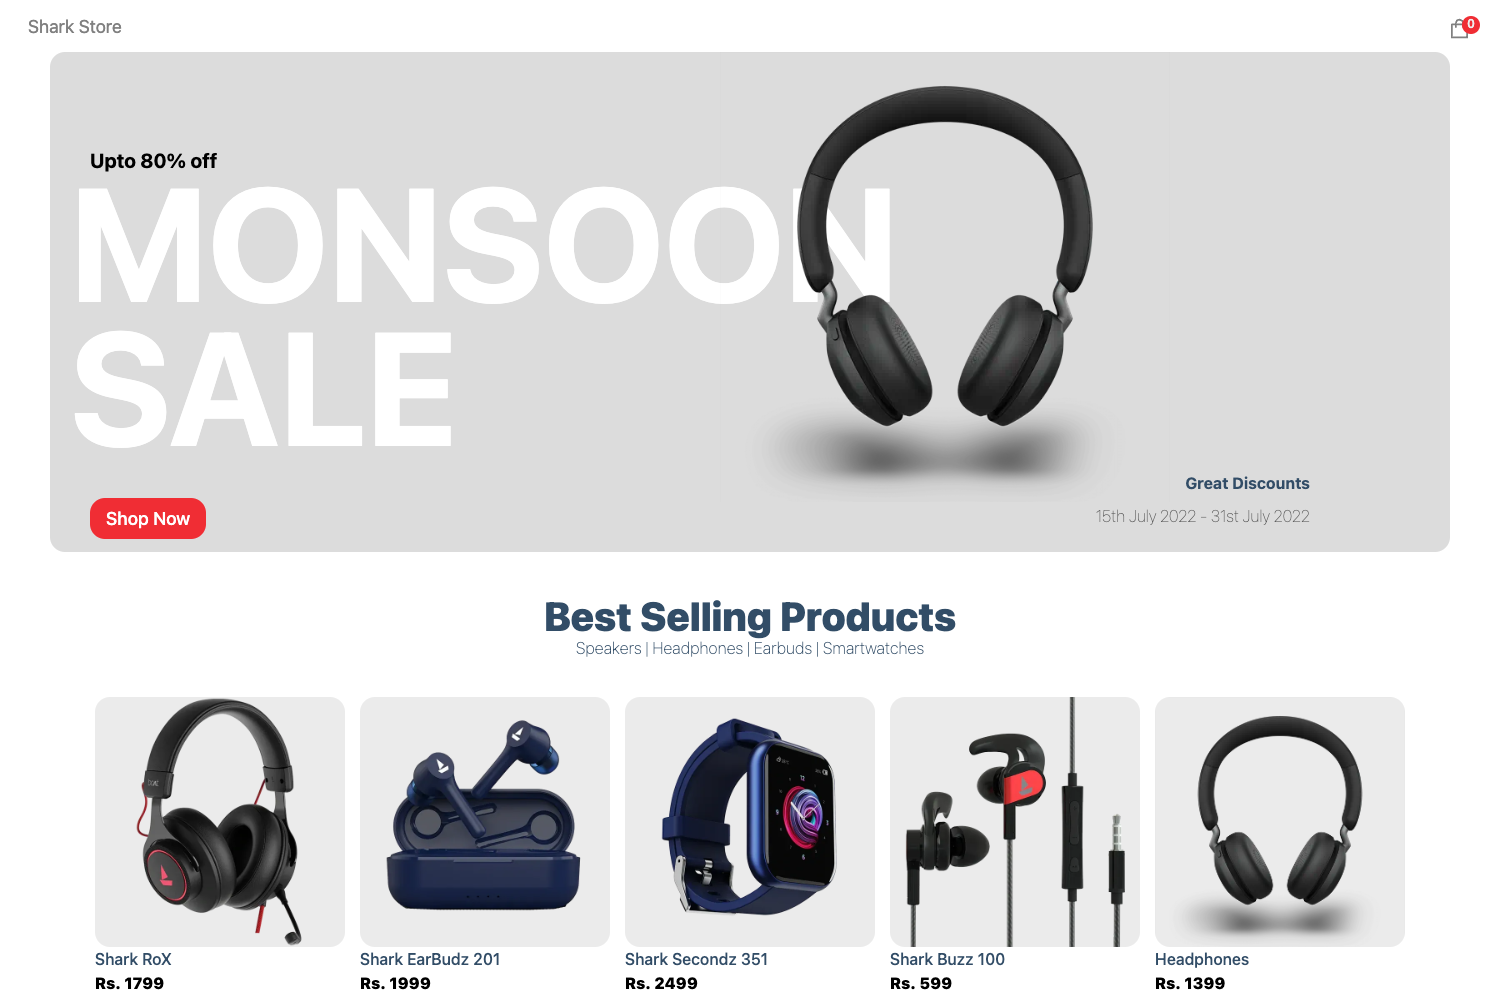 Shark Store
0
Upto 80% off
MONSOON
SALE
Shop Now
Great Discounts
15th July 2022 - 31st July 2022
Best Selling Products
Speakers | Headphones | Earbuds | Smartwatches
Shark RoX
Rs. 1799
Shark EarBudz 201
Rs. 1999
Shark Secondz 351
Rs. 2499
Shark Buzz 100
Rs. 599
Headphones
Rs. 1399